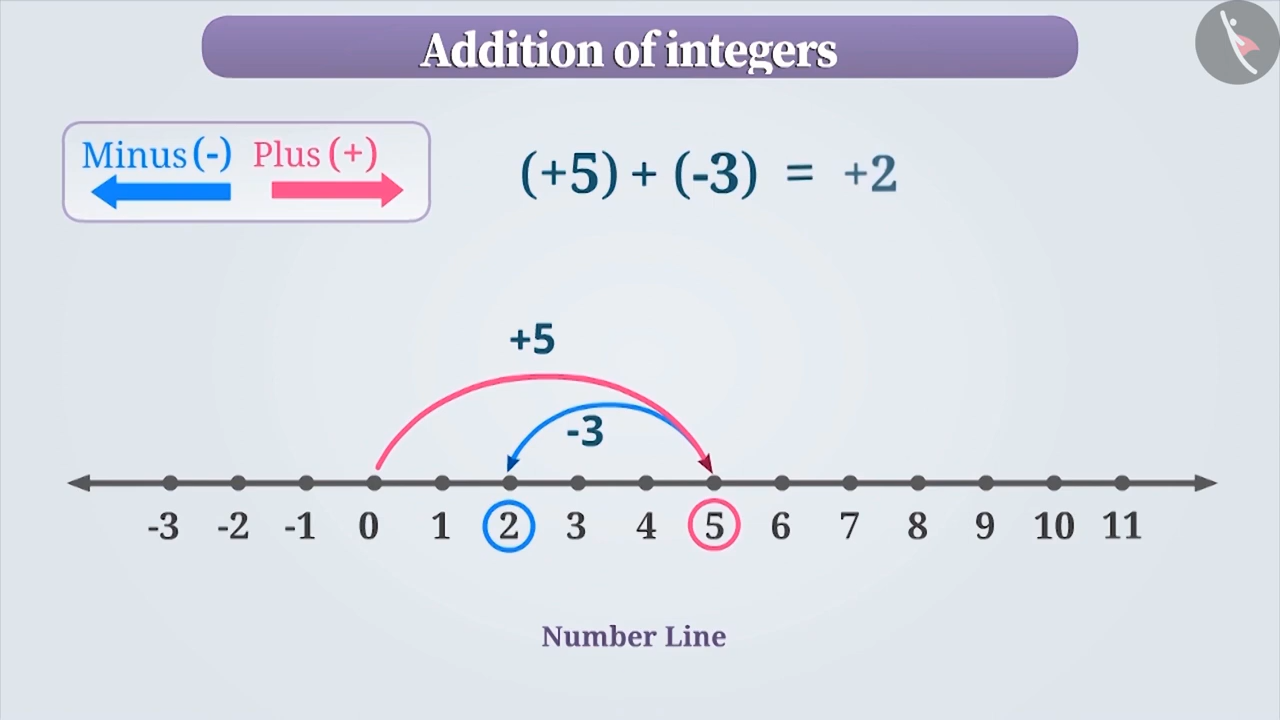 Addition of integers
Minus (-) Plus (+)
(+5) + (-3) = +2
+5
-3
-3 -2 -1 0 1 2 3 4 5 6 7 8 9 10 11
Number Line